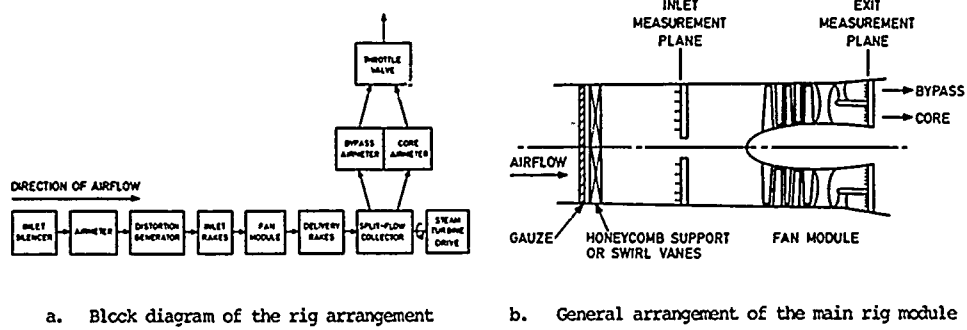 THROTTLE
VALVE
BYPASS
AIRMETER
CORE
AIRMETER
DIRECTION OF AIRFLOW
INLET
SILENCER
AIRMETER
DISTORTION
GENERATOR
INLET
RAKES
FAN
MODULE
DELIVERY
RAKES
SPLIT-FLOW
COLLECTOR
STEAM
TURBINE
DRIVE
a. Block diagram of the rig arrangement
INLET
MEASUREMENT
PLANE
EXIT
MEASUREMENT
PLANE
BYPASS
CORE
AIRFLOW
GAUZE
HONEYCOMB SUPPORT
OR SWIRL VANES
FAN MODULE
b. General arrangement of the main rig module